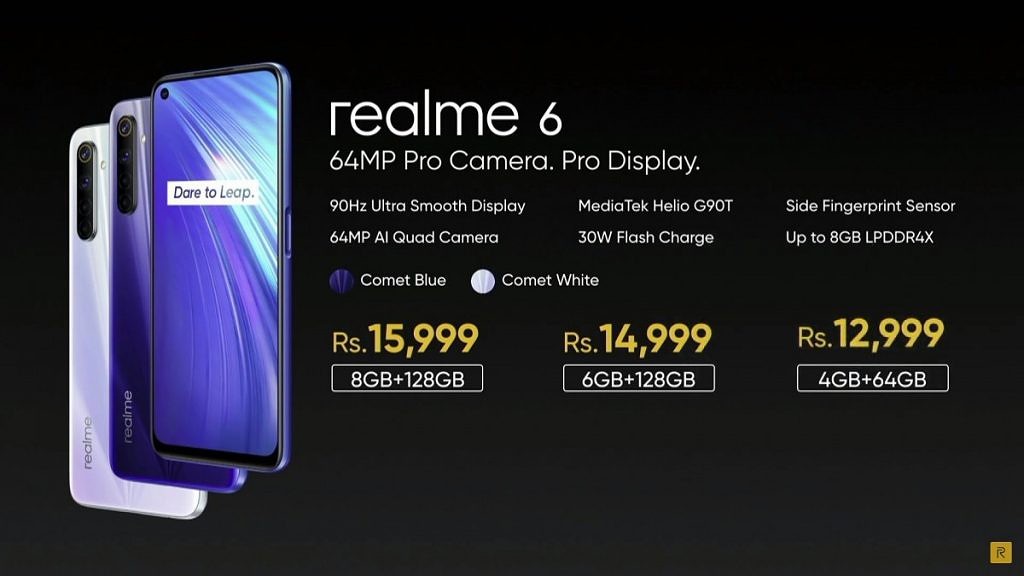 realme 6
64MP Pro Camera. Pro Display.
Dare to Leap.
90Hz Ultra Smooth Display
MediaTek Helio G90T
Side Fingerprint Sensor
64MP AI Quad Camera
30W Flash Charge
Up to 8GB LPDDR4X
Comet Blue
Comet White
Rs.15,999
Rs.14,999
Rs.12,999
8GB+128GB
6GB+128GB
4GB+64GB
realme
realme
R